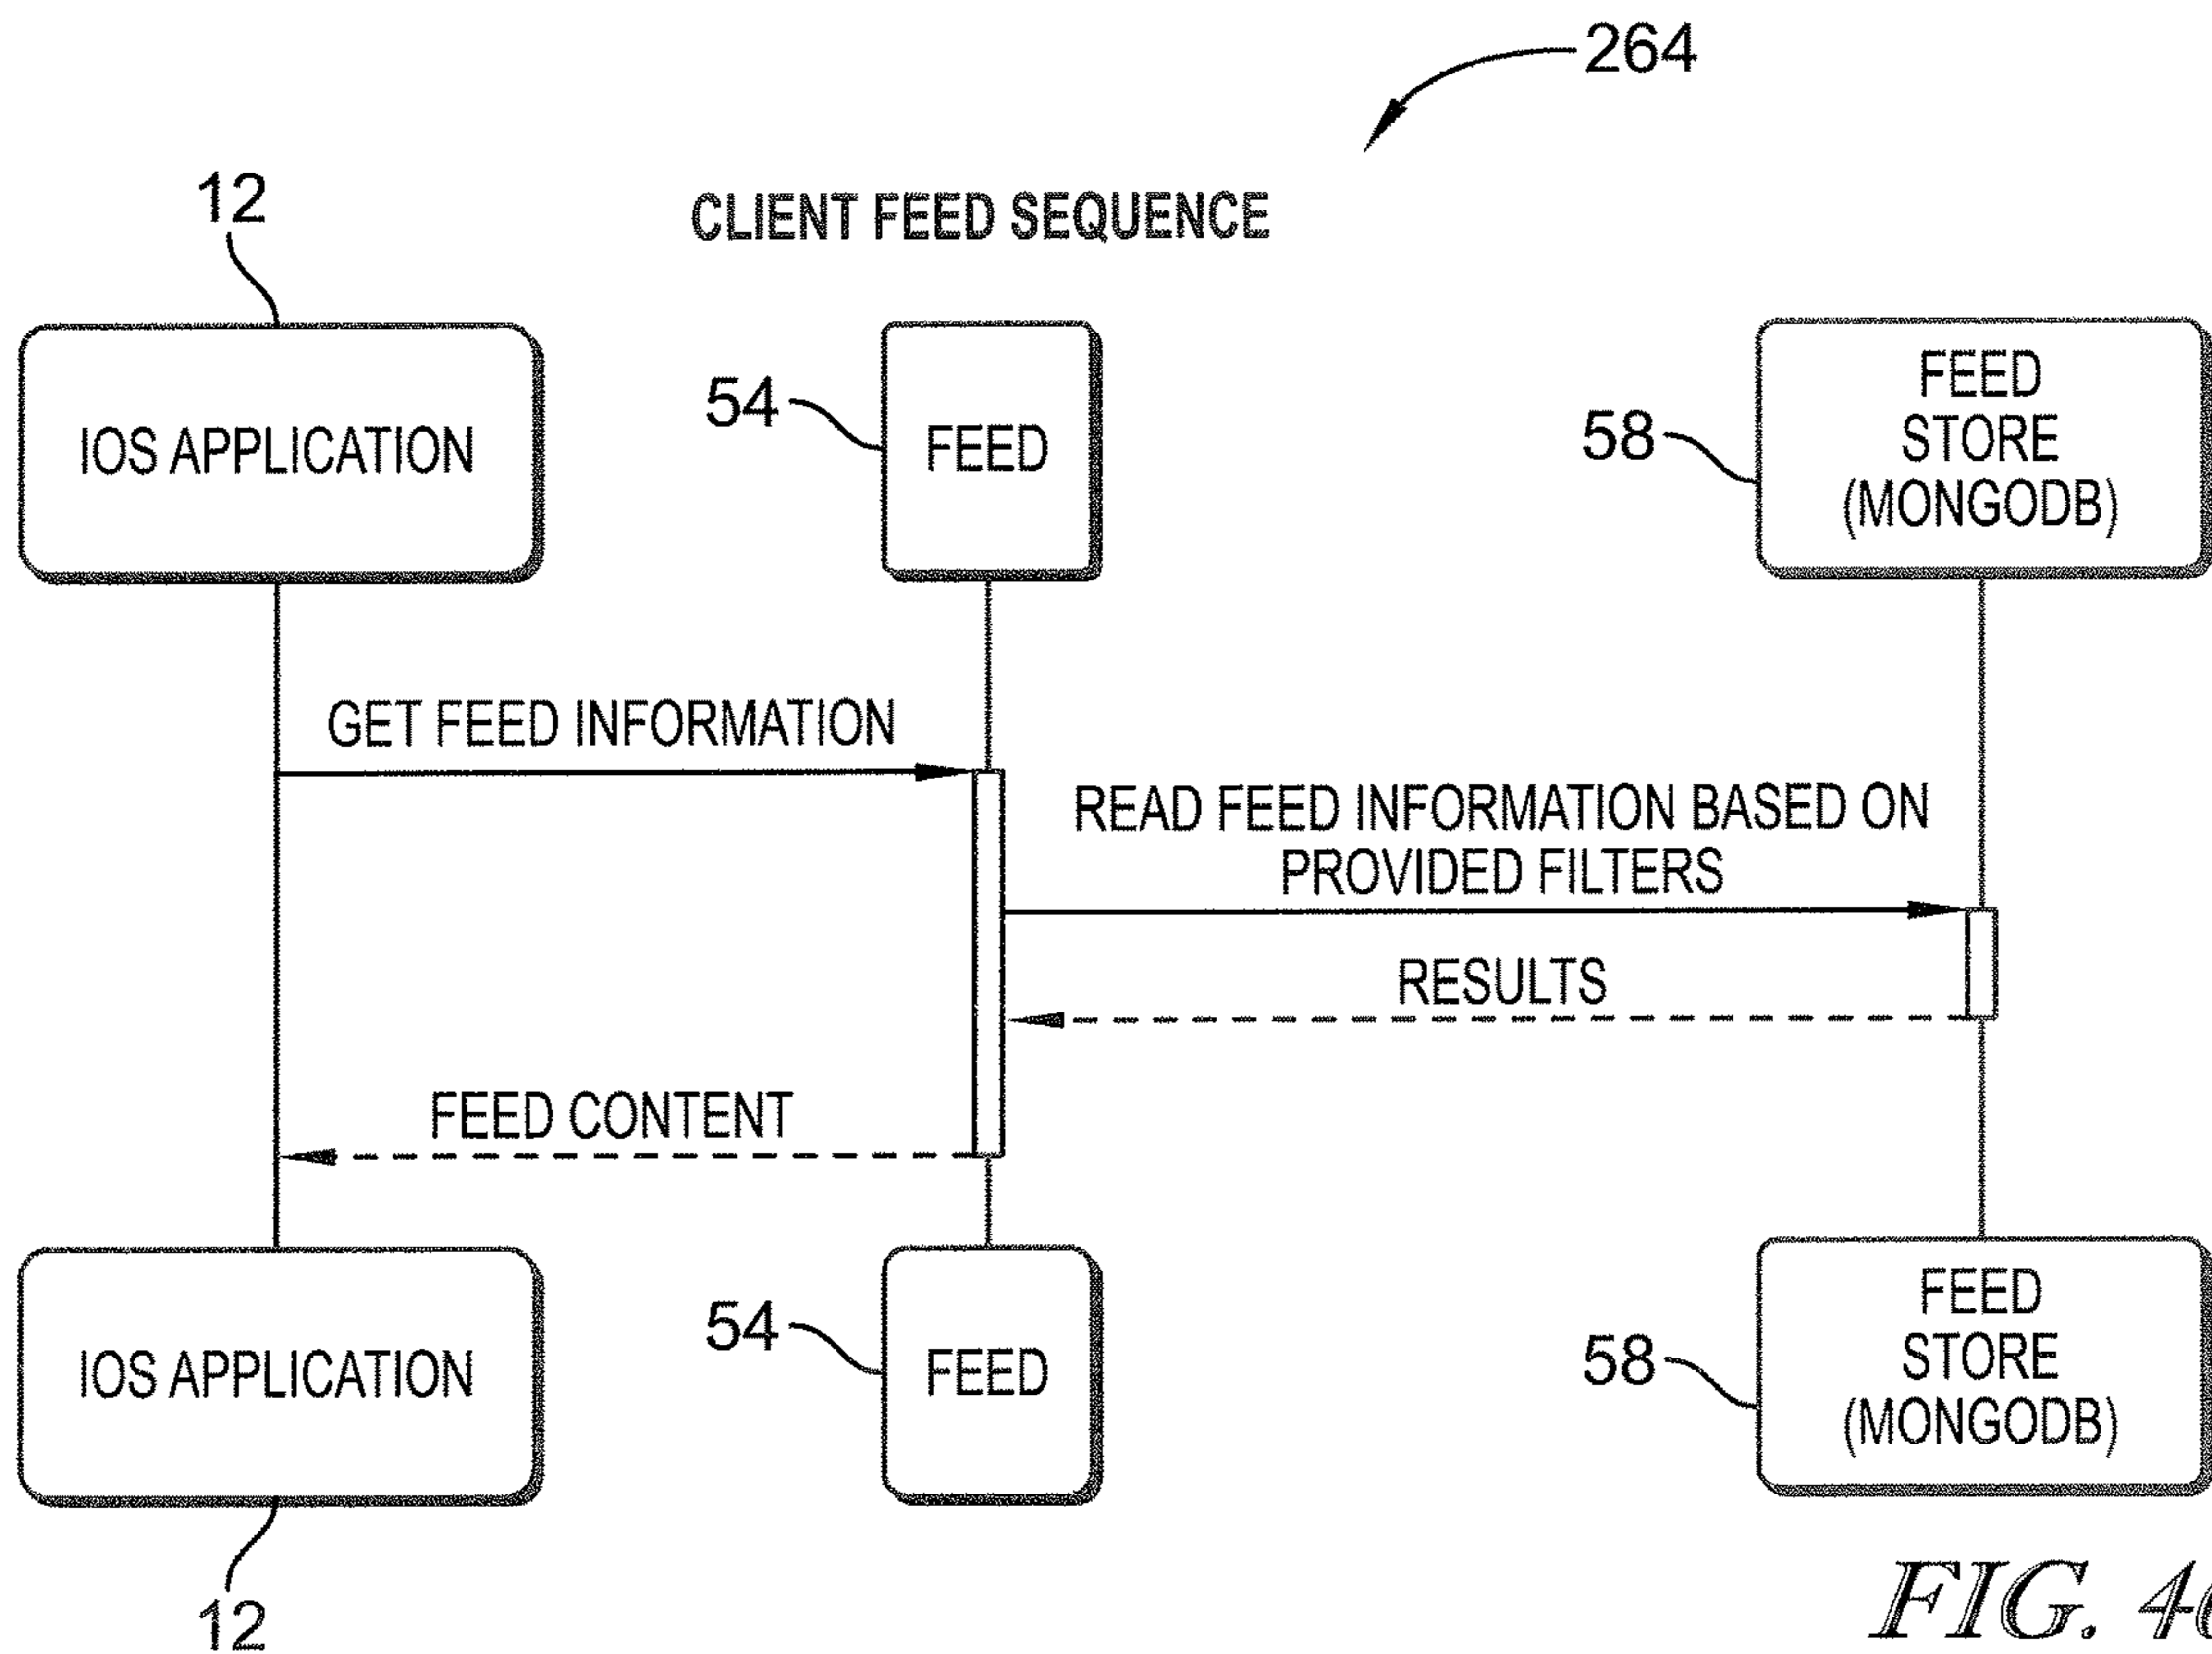 264
12
CLIENT FEED SEQUENCE
IOS APPLICATION
54
FEED
58
FEED
STORE
(MONGODB)
GET FEED INFORMATION
READ FEED INFORMATION BASED ON
PROVIDED FILTERS
RESULTS
FEED CONTENT
IOS APPLICATION
54
FEED
58
FEED
STORE
(MONGODB)
12
FIG.